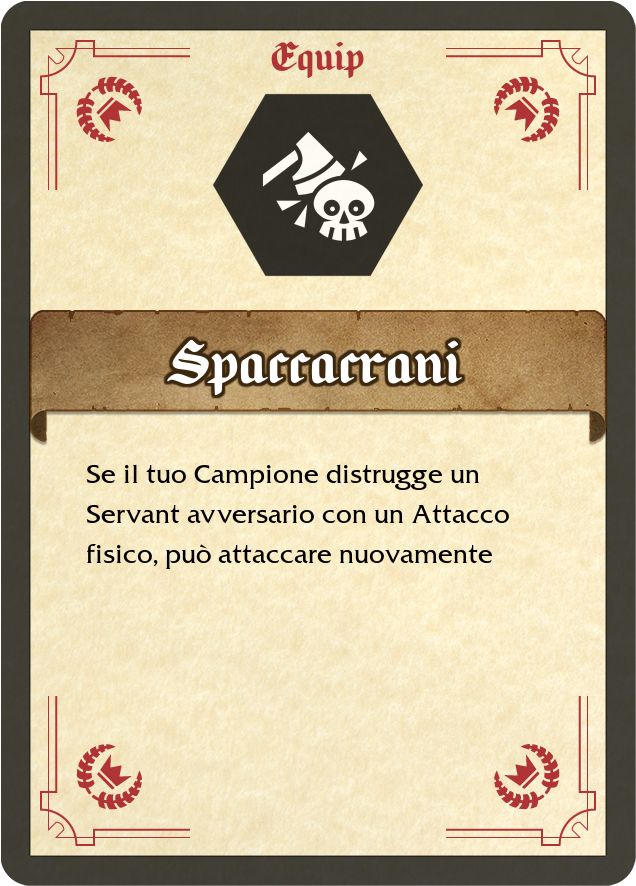 Equip
Spaccacrani
Se il tuo Campione distrugge un
Servant avversario con un Attacco
fisico, può attaccare nuovamente